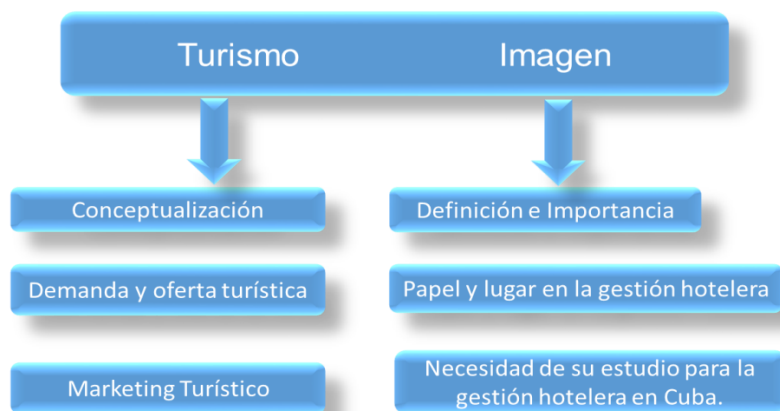 Turismo Imagen
Conceptualización
Definición e Importancia
Demanda y oferta turística
Papel y lugar en la gestión hotelera
Marketing Turístico
Necesidad de su estudio para la
gestión hotelera en Cuba.